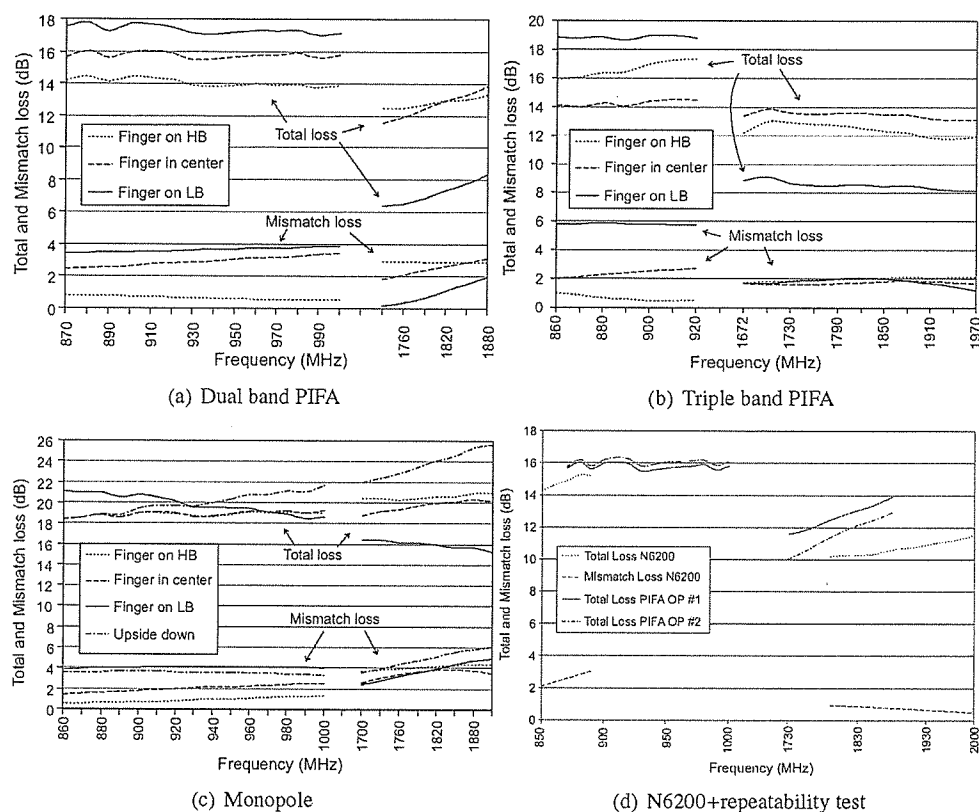 18
16
14
12
10
8
6
4
2
0
Total and Mismatch loss (dB)
Total loss
Finger on HB
Finger in center
Finger on LB
Mismatch loss
870
890
910
930
950
970
990
1760
1820
1880
Frequency (MHz)
(a) Dual band PIFA
20
18
16
14
12
10
8
6
4
2
0
Total and Mismatch loss (dB)
Total loss
Finger on HB
Finger in center
Finger on LB
Mismatch loss
860
880
900
920
1672
1730
1790
1850
1910
1970
Frequency (MHz)
(b) Triple band PIFA
26
24
22
20
18
16
14
12
10
8
6
4
2
0
Total and Mismatch loss (dB)
Total loss
Finger on HB
Finger in center
Finger on LB
Upside down
Mismatch loss
860
880
900
920
940
960
980
1000
1700
1760
1820
1880
Frequency (MHz)
(c) Monopole
18
16
14
12
10
8
6
4
2
0
Total and Mismatch loss (dB)
Total Loss N6200
Mismatch Loss N6200
Total Loss PIFA OP #1
Total Loss PIFA OP #2
850
900
950
1000
1730
1830
1930
2000
Frequency (MHz)
(d) N6200+repeatability test